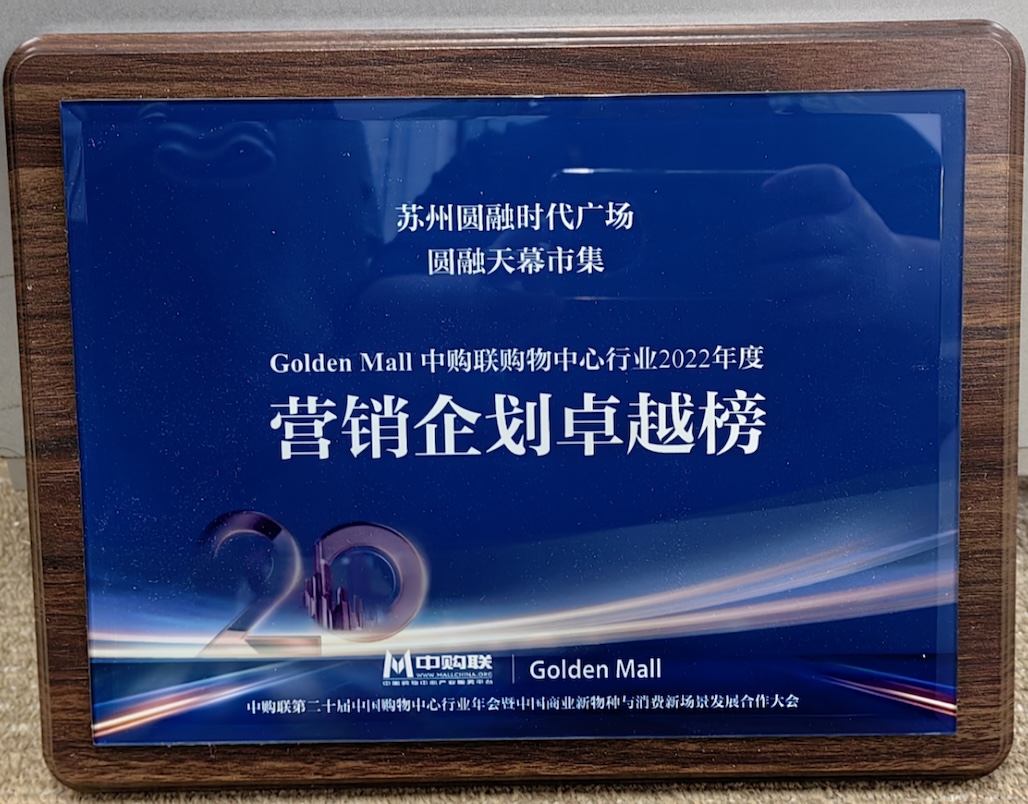 苏州圆融时代广场
圆融天幕市集
Golden Mall 中购联购物中心行业2022年度
营销企划卓越榜
20
M中购联 | Golden Mall
WWW.MALLCHINA.ORG
中购联第二十届中国购物中心行业年会暨中国商业新物种与消费新场景发展合作大会